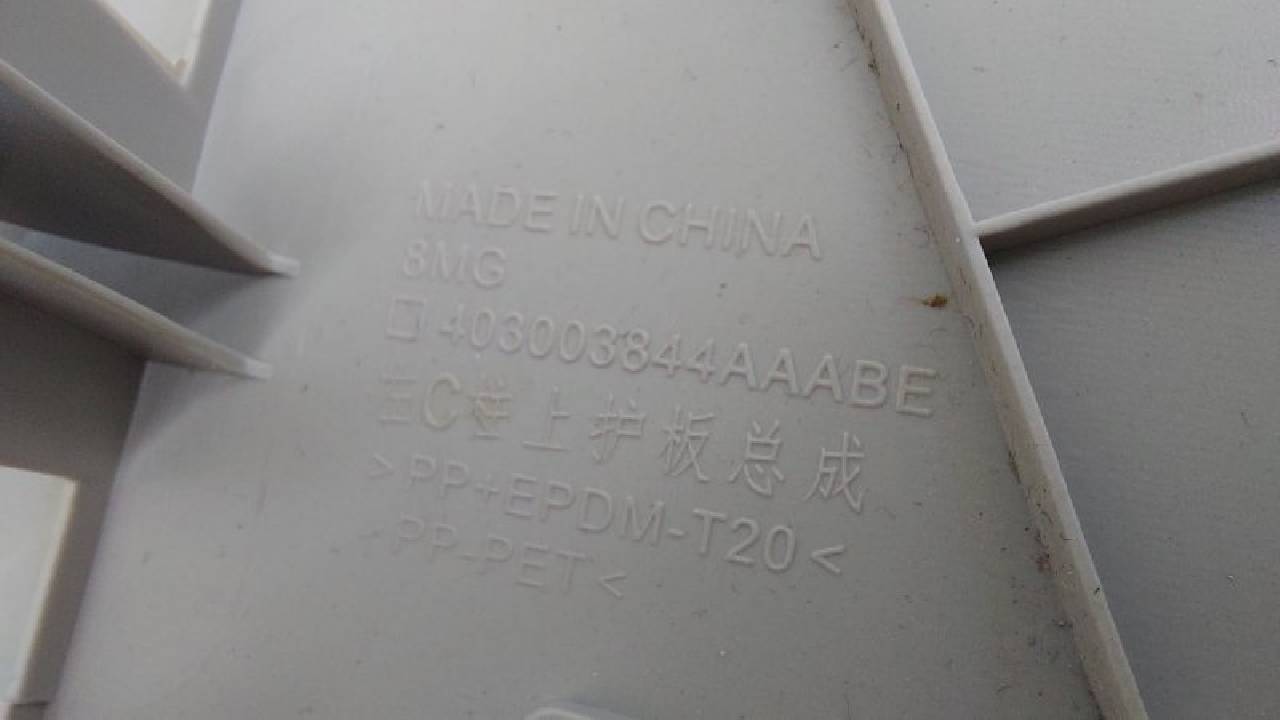 MADE IN CHINA
8MG
403003844AAABE
C柱上护板总成
>PP+EPDM-T20<
PP-PET<